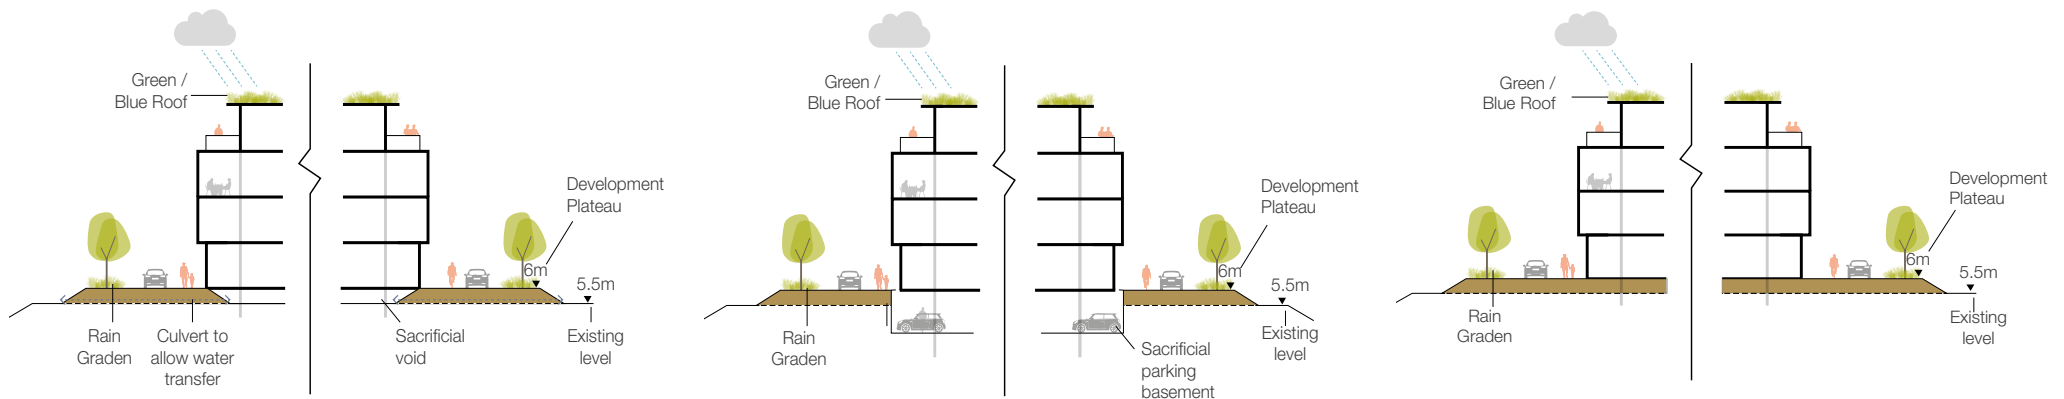 Green /
Blue Roof
Development
Plateau
6m
5.5m
Rain
Graden
Culvert to
allow water
transfer
Sacrificial
void
Existing
level
Green /
Blue Roof
Development
Plateau
6m
5.5m
Rain
Graden
Sacrificial
parking
basement
Existing
level
Green /
Blue Roof
Development
Plateau
6m
5.5m
Rain
Graden
Existing
level